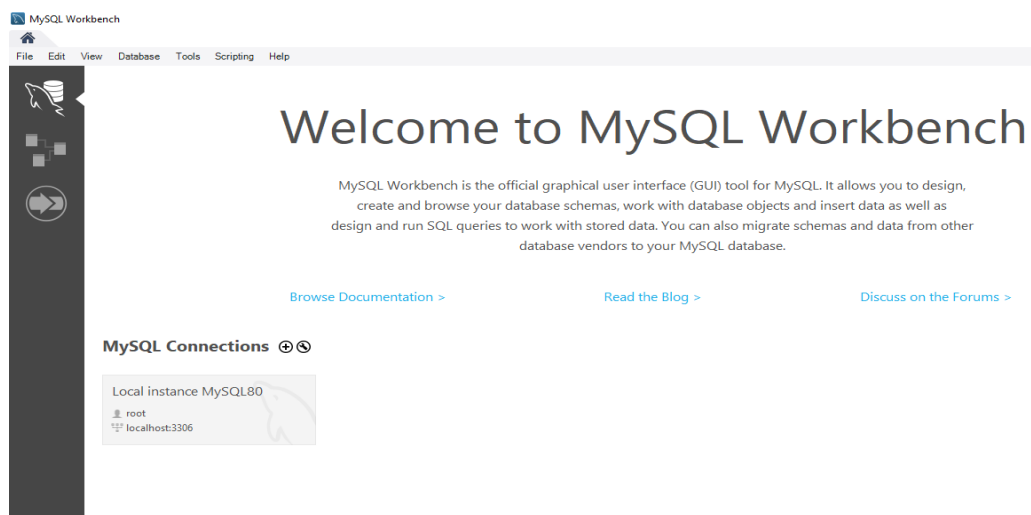 MySQL Workbench
File Edit View Database Tools Scripting Help
Welcome to MySQL Workbench
MySQL Workbench is the official graphical user interface (GUI) tool for MySQL. It allows you to design,
create and browse your database schemas, work with database objects and insert data as well as
design and run SQL queries to work with stored data. You can also migrate schemas and data from other
database vendors to your MySQL database.
Browse Documentation > Read the Blog > Discuss on the Forums >
MySQL Connections
Local instance MySQL80
root
localhost:3306